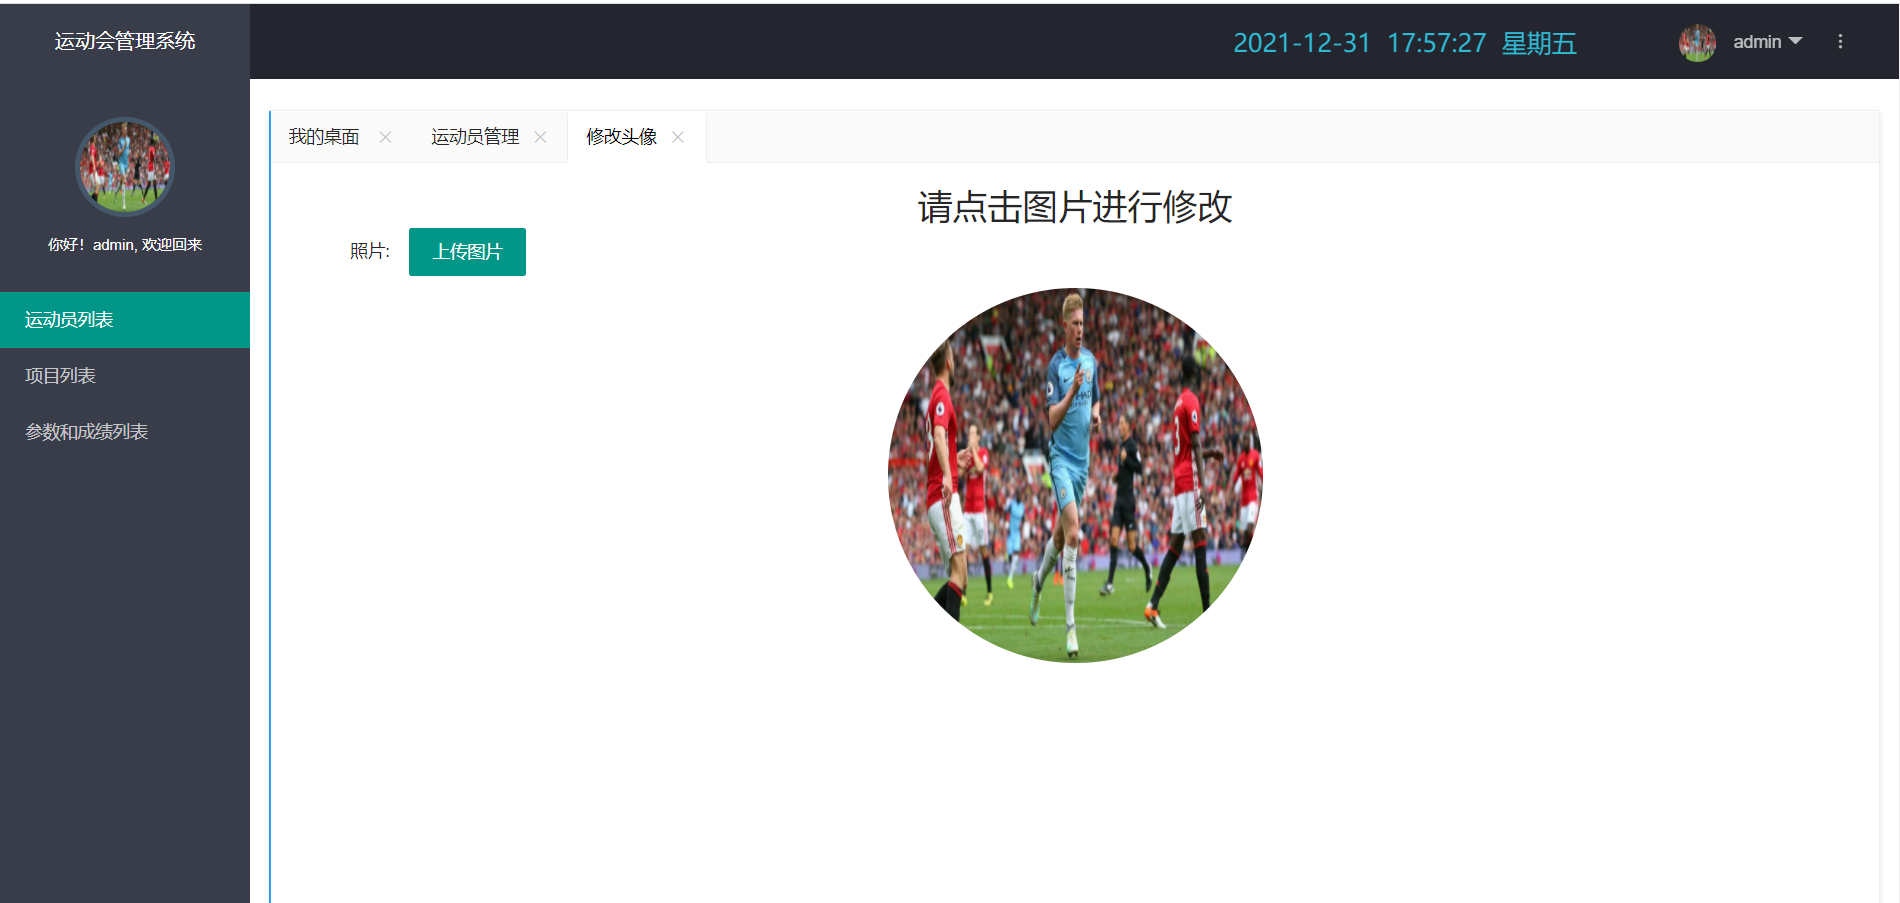 运动会管理系统
2021-12-31 17:57:27 星期五
admin
你好！admin, 欢迎回来
运动员列表
项目列表
参数和成绩列表
我的桌面
运动员管理
修改头像
请点击图片进行修改
照片:
上传图片